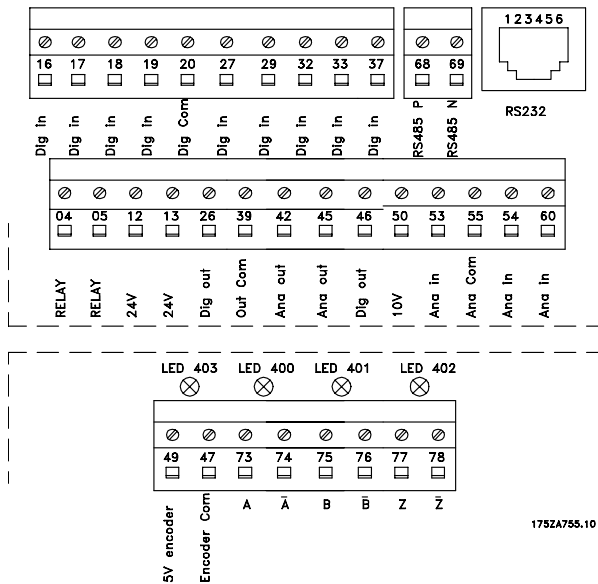 1 2 3 4 5 6
16 17 18 19 20 27 29 32 33 37 68 69
RS232
Dig in Dig in Dig in Dig in Dig Com Dig in Dig in Dig in Dig in Dig in RS485 P RS485 N
04 05 12 13 26 39 42 45 46 50 53 55 54 60
RELAY RELAY 24V 24V Dig out Out Com Ana out Ana out Dig out 10V Ana in Ana Com Ana in Ana in
LED 403 LED 400 LED 401 LED 402
49 47 73 74 75 76 77 78
5V encoder Encoder Com A A̅ B B̅ Z Z̅
175ZA755.10